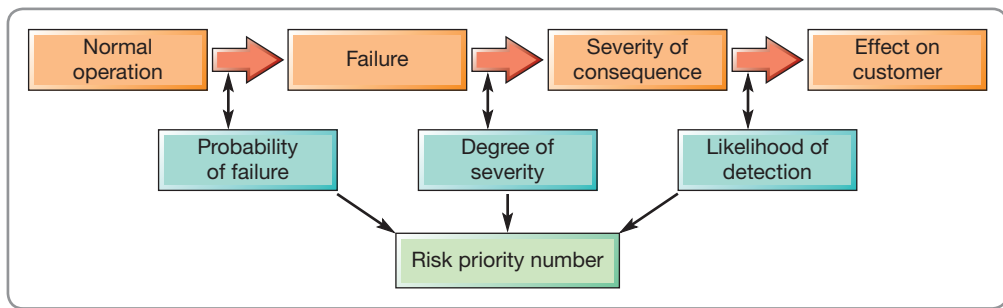 Normal
operation
Failure
Severity of
consequence
Effect on
customer
Probability
of failure
Degree of
severity
Likelihood of
detection
Risk priority number